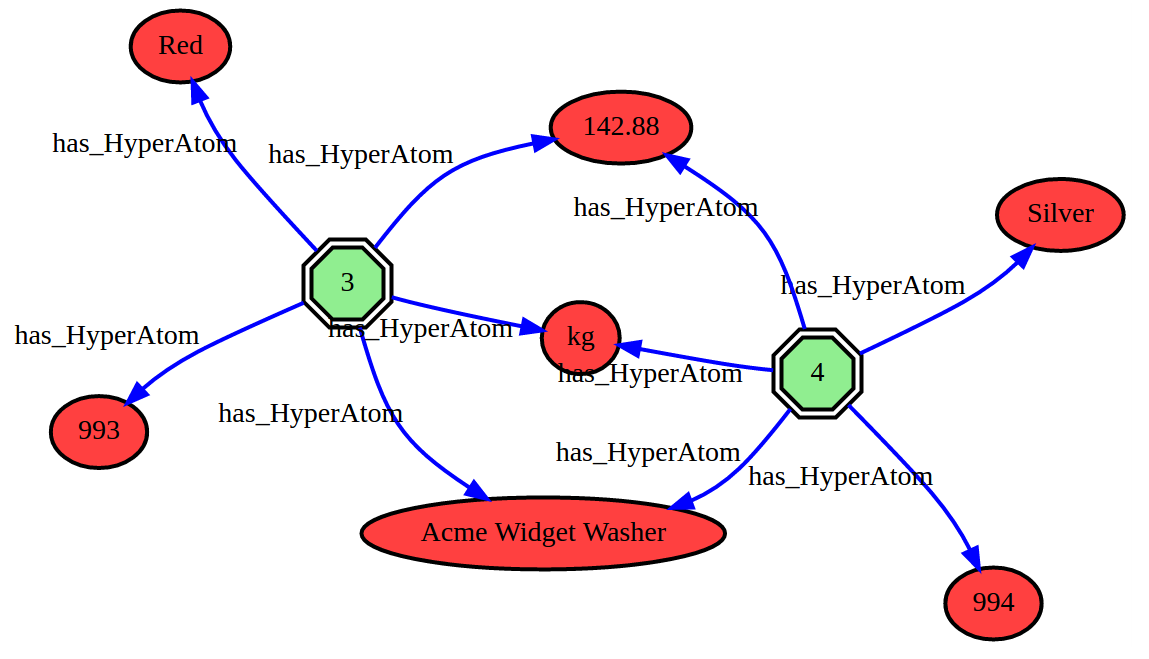 Red
142.88
has_HyperAtom
has_HyperAtom
has_HyperAtom
Silver
3
has_HyperAtom
has_HyperAtom
has_HyperAtom
kg
has_HyperAtom
4
993
has_HyperAtom
has_HyperAtom
has_HyperAtom
Acme Widget Washer
994